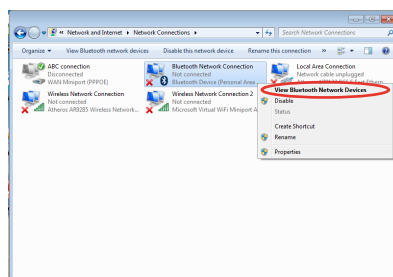 « Network and Internet ▸ Network Connections ▸
Search Network Connections
Organize ▾ View Bluetooth network devices Disable this network device Rename this connection »
ABC connection
Disconnected
WAN Miniport (PPPOE)
Bluetooth Network Connection
Not connected
Bluetooth Device (Personal Area ...
Local Area Connection
Network cable unplugged
Wireless Network Connection
Not connected
Atheros AR9285 Wireless Network...
Wireless Network Connection 2
Not connected
Microsoft Virtual WiFi Miniport A
View Bluetooth Network Devices
Disable
Status
Create Shortcut
Rename
Properties